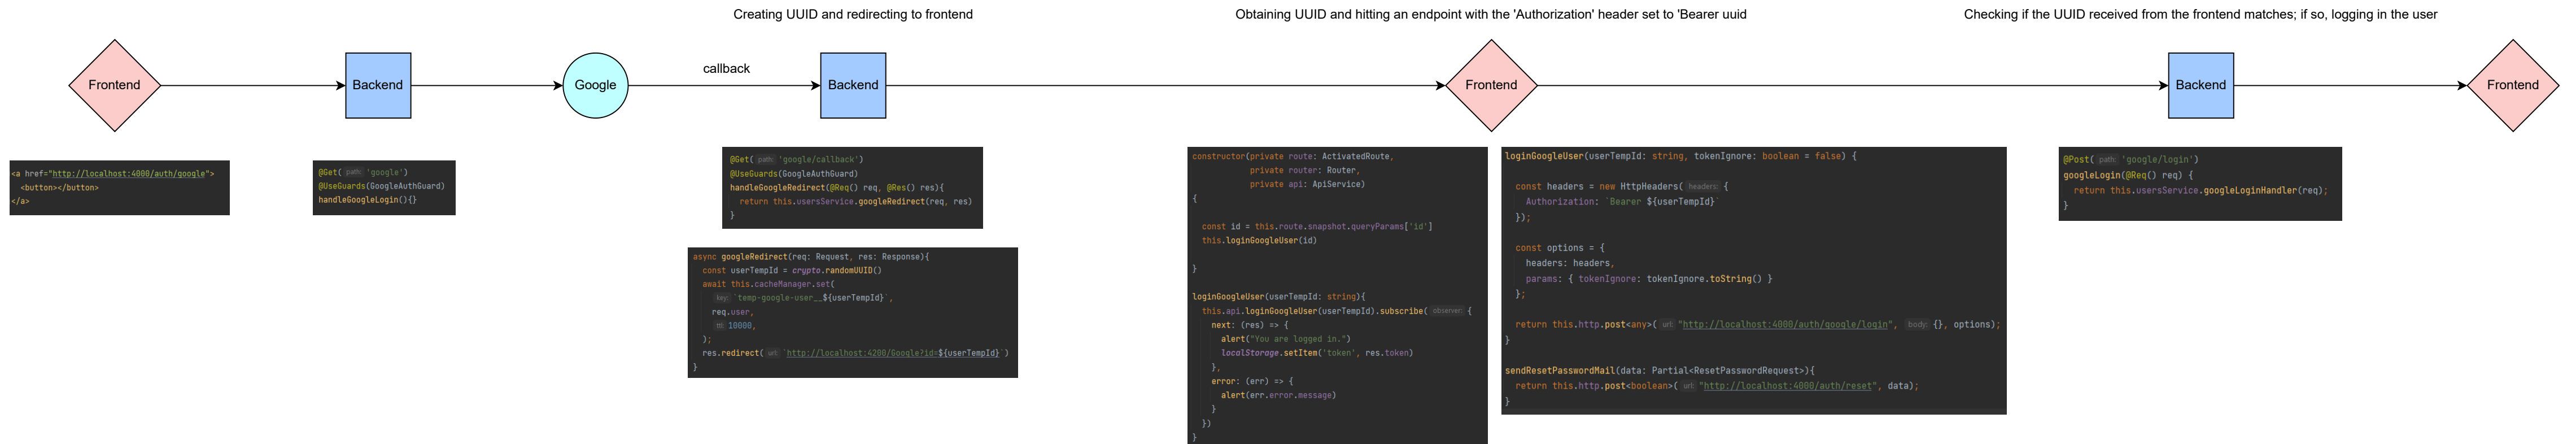 Creating UUID and redirecting to frontend
Obtaining UUID and hitting an endpoint with the 'Authorization' header set to 'Bearer uuid
Checking if the UUID received from the frontend matches; if so, logging in the user
Frontend
Backend
Google
callback
Backend
Frontend
Backend
Frontend
<a href="http://localhost:4000/auth/google">
<button></button>
</a>
@Get( path: 'google')
@UseGuards(GoogleAuthGuard)
handleGoogleLogin(){}
@Get( path: 'google/callback')
@UseGuards(GoogleAuthGuard)
handleGoogleRedirect(@Req() req, @Res() res){
return this.usersService.googleRedirect(req, res)
}
async googleRedirect(req: Request, res: Response){
const userTempId = crypto.randomUUID()
await this.cacheManager.set(
key: `temp-google-user__${userTempId}`,
req.user,
ttl: 10000,
);
res.redirect( url: `http://localhost:4200/Google?id=${userTempId}`)
}
constructor(private route: ActivatedRoute,
private router: Router,
private api: ApiService)
{
const id = this.route.snapshot.queryParams['id']
this.loginGoogleUser(id)
}
loginGoogleUser(userTempId: string){
this.api.loginGoogleUser(userTempId).subscribe( observer: {
next: (res) => {
alert("You are logged in.")
localStorage.setItem('token', res.token)
},
error: (err) => {
alert(err.error.message)
}
})
}
loginGoogleUser(userTempId: string, tokenIgnore: boolean = false) {
const headers = new HttpHeaders( headers: {
Authorization: `Bearer ${userTempId}`
});
const options = {
headers: headers,
params: { tokenIgnore: tokenIgnore.toString() }
};
return this.http.post<any>( url: "http://localhost:4000/auth/google/login", body: {}, options);
}
sendResetPasswordMail(data: Partial<ResetPasswordRequest>){
return this.http.post<boolean>( url: "http://localhost:4000/auth/reset", data);
}
@Post( path: 'google/login')
googleLogin(@Req() req) {
return this.usersService.googleLoginHandler(req);
}